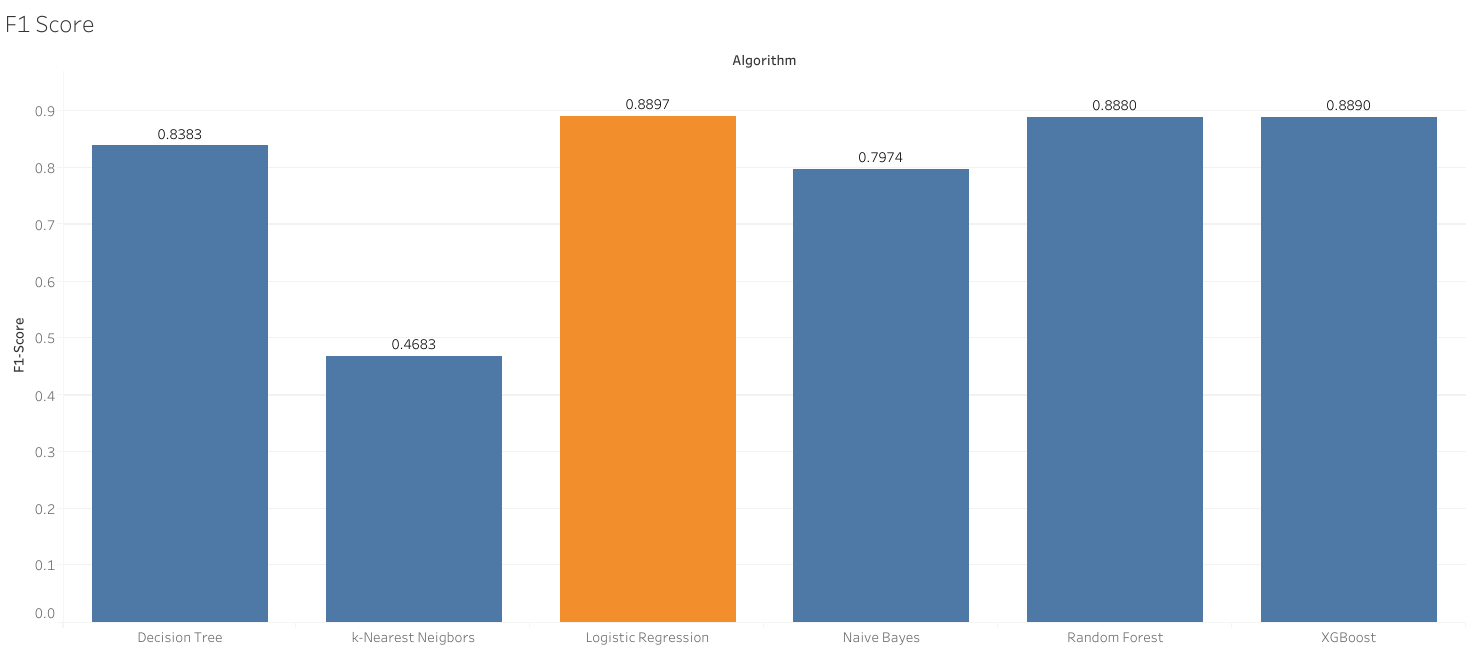 F1 Score
Algorithm
0.8383
0.4683
0.8897
0.7974
0.8880
0.8890
F1-Score
0.9
0.8
0.7
0.6
0.5
0.4
0.3
0.2
0.1
0.0
Decision Tree
k-Nearest Neigbors
Logistic Regression
Naive Bayes
Random Forest
XGBoost